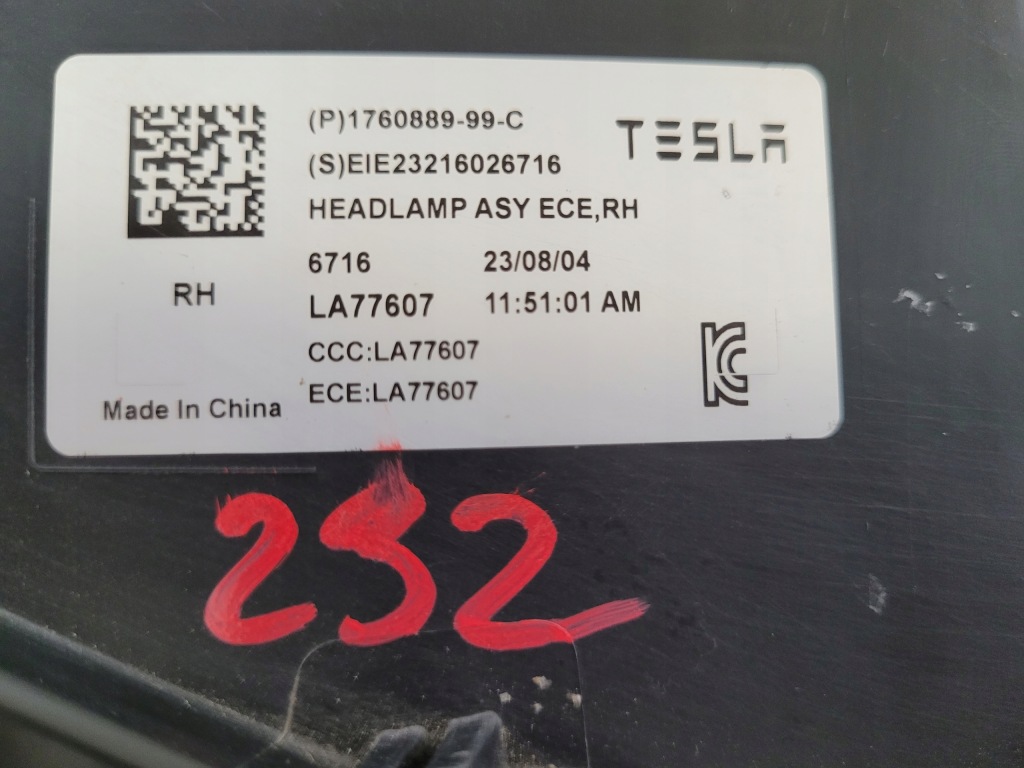 (P)1760889-99-C
TESLA
(S)EIE23216026716
HEADLAMP ASY ECE,RH
6716 23/08/04
RH
LA77607 11:51:01 AM
CCC:LA77607
ECE:LA77607
Made In China
252